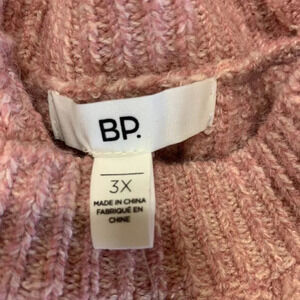 BP.
3X
MADE IN CHINA
FABRIQUÉ EN
CHINE